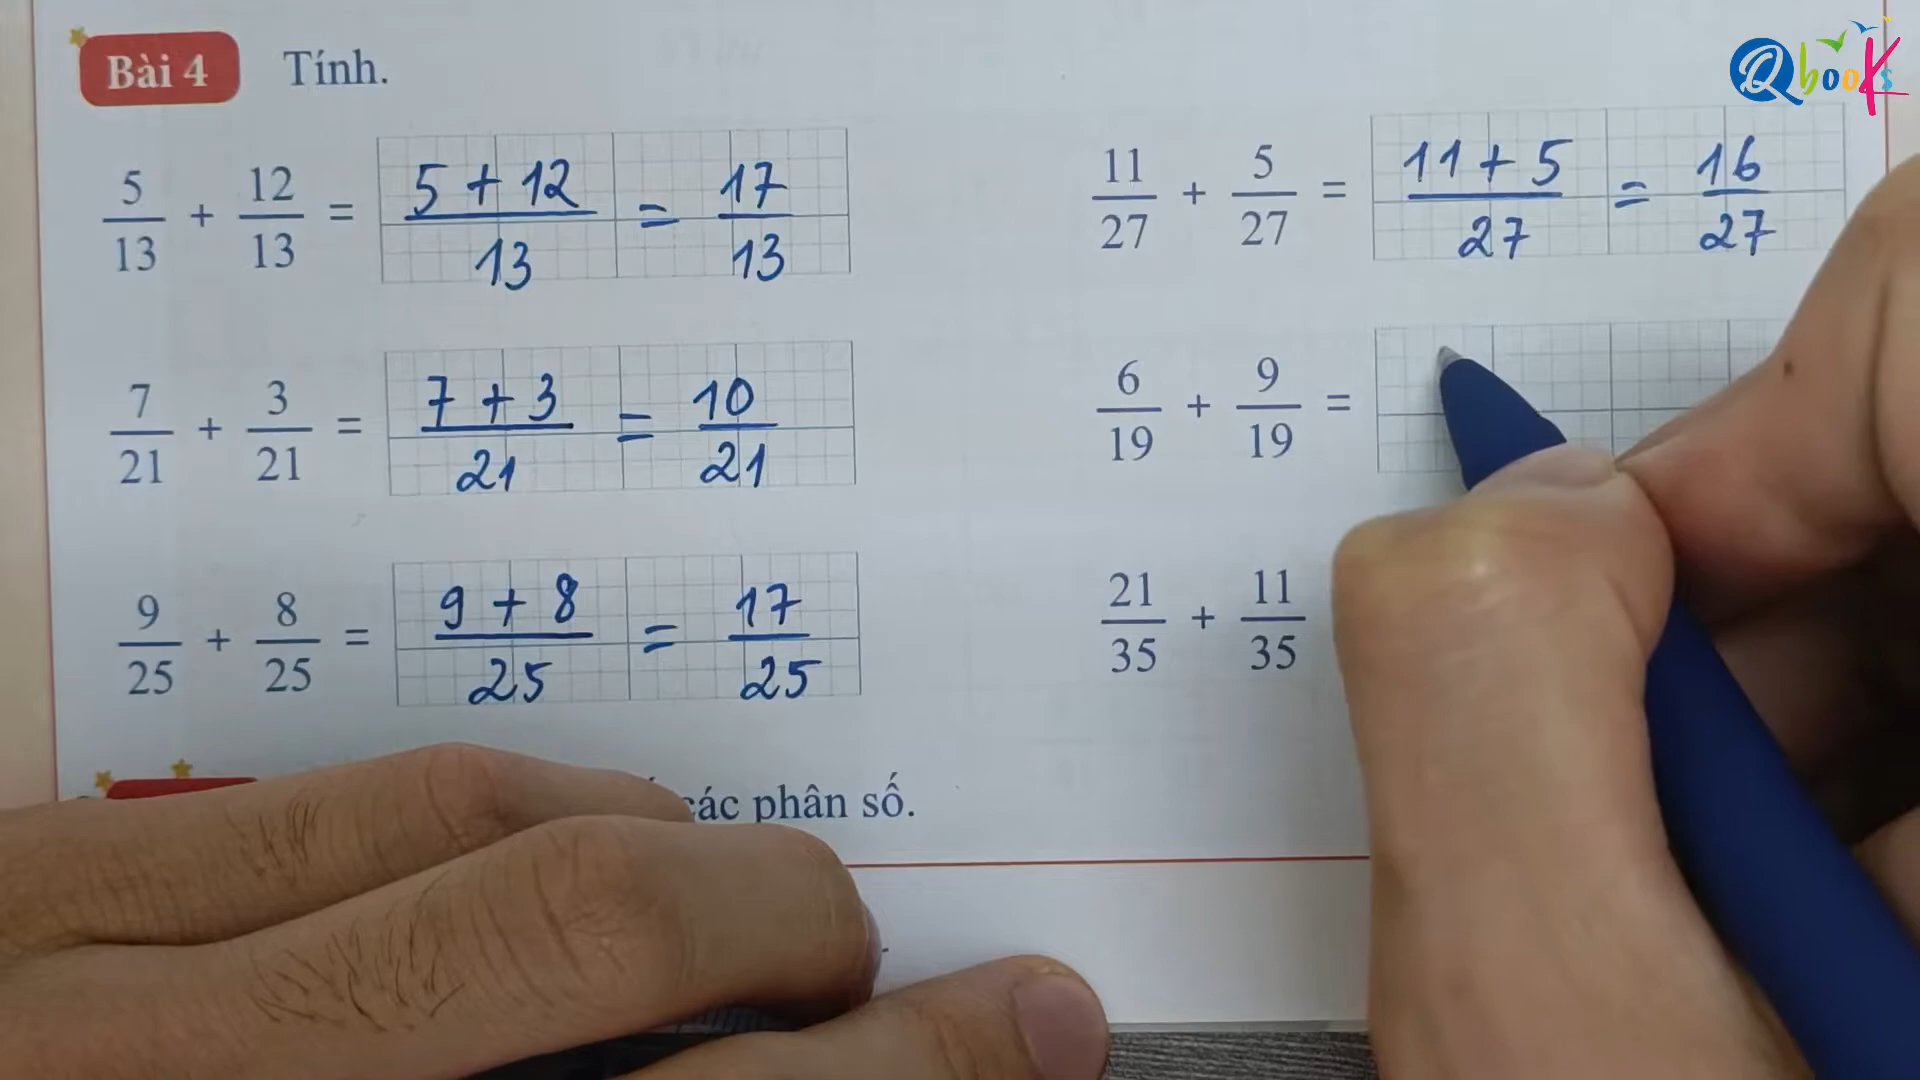 Qbooks
Bài 4 Tính.
5/13 + 12/13 = (5 + 12)/13 = 17/13
11/27 + 5/27 = (11 + 5)/27 = 16/27
7/21 + 3/21 = (7 + 3)/21 = 10/21
6/19 + 9/19 =
9/25 + 8/25 = (9 + 8)/25 = 17/25
21/35 + 11/35
các phân số.